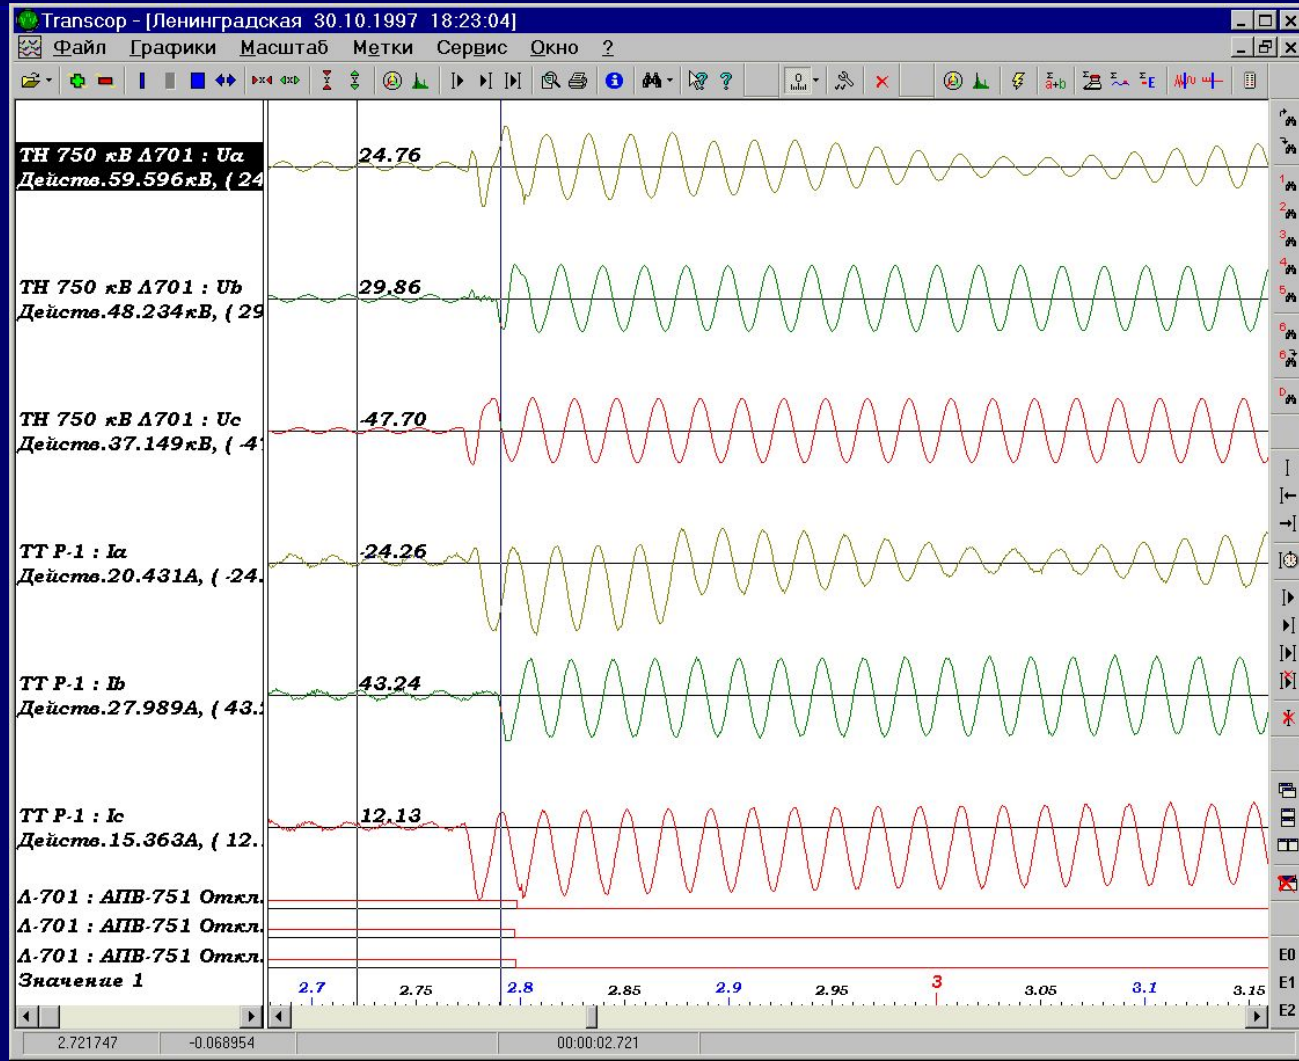 Transcop - [Ленинградская 30.10.1997 18:23:04]
Файл Графики Масштаб Метки Сервис Окно ?
ТН 750 кВ Л701 : Ua
Действ.59.596кВ, ( 24
24.76
ТН 750 кВ Л701 : Ub
Действ.48.234кВ, ( 29
29.86
ТН 750 кВ Л701 : Uc
Действ.37.149кВ, ( -4
-47.70
ТТ Р-1 : Ia
Действ.20.431А, ( -24.
-24.26
ТТ Р-1 : Ib
Действ.27.989А, ( 43.
43.24
ТТ Р-1 : Ic
Действ.15.363А, ( 12.
12.13
Л-701 : АПВ-751 Откл.
Л-701 : АПВ-751 Откл.
Л-701 : АПВ-751 Откл.
Значение 1
2.7 2.75 2.8 2.85 2.9 2.95 3 3.05 3.1 3.15
E0
E1
E2
2.721747 -0.068954 00:00:02.721